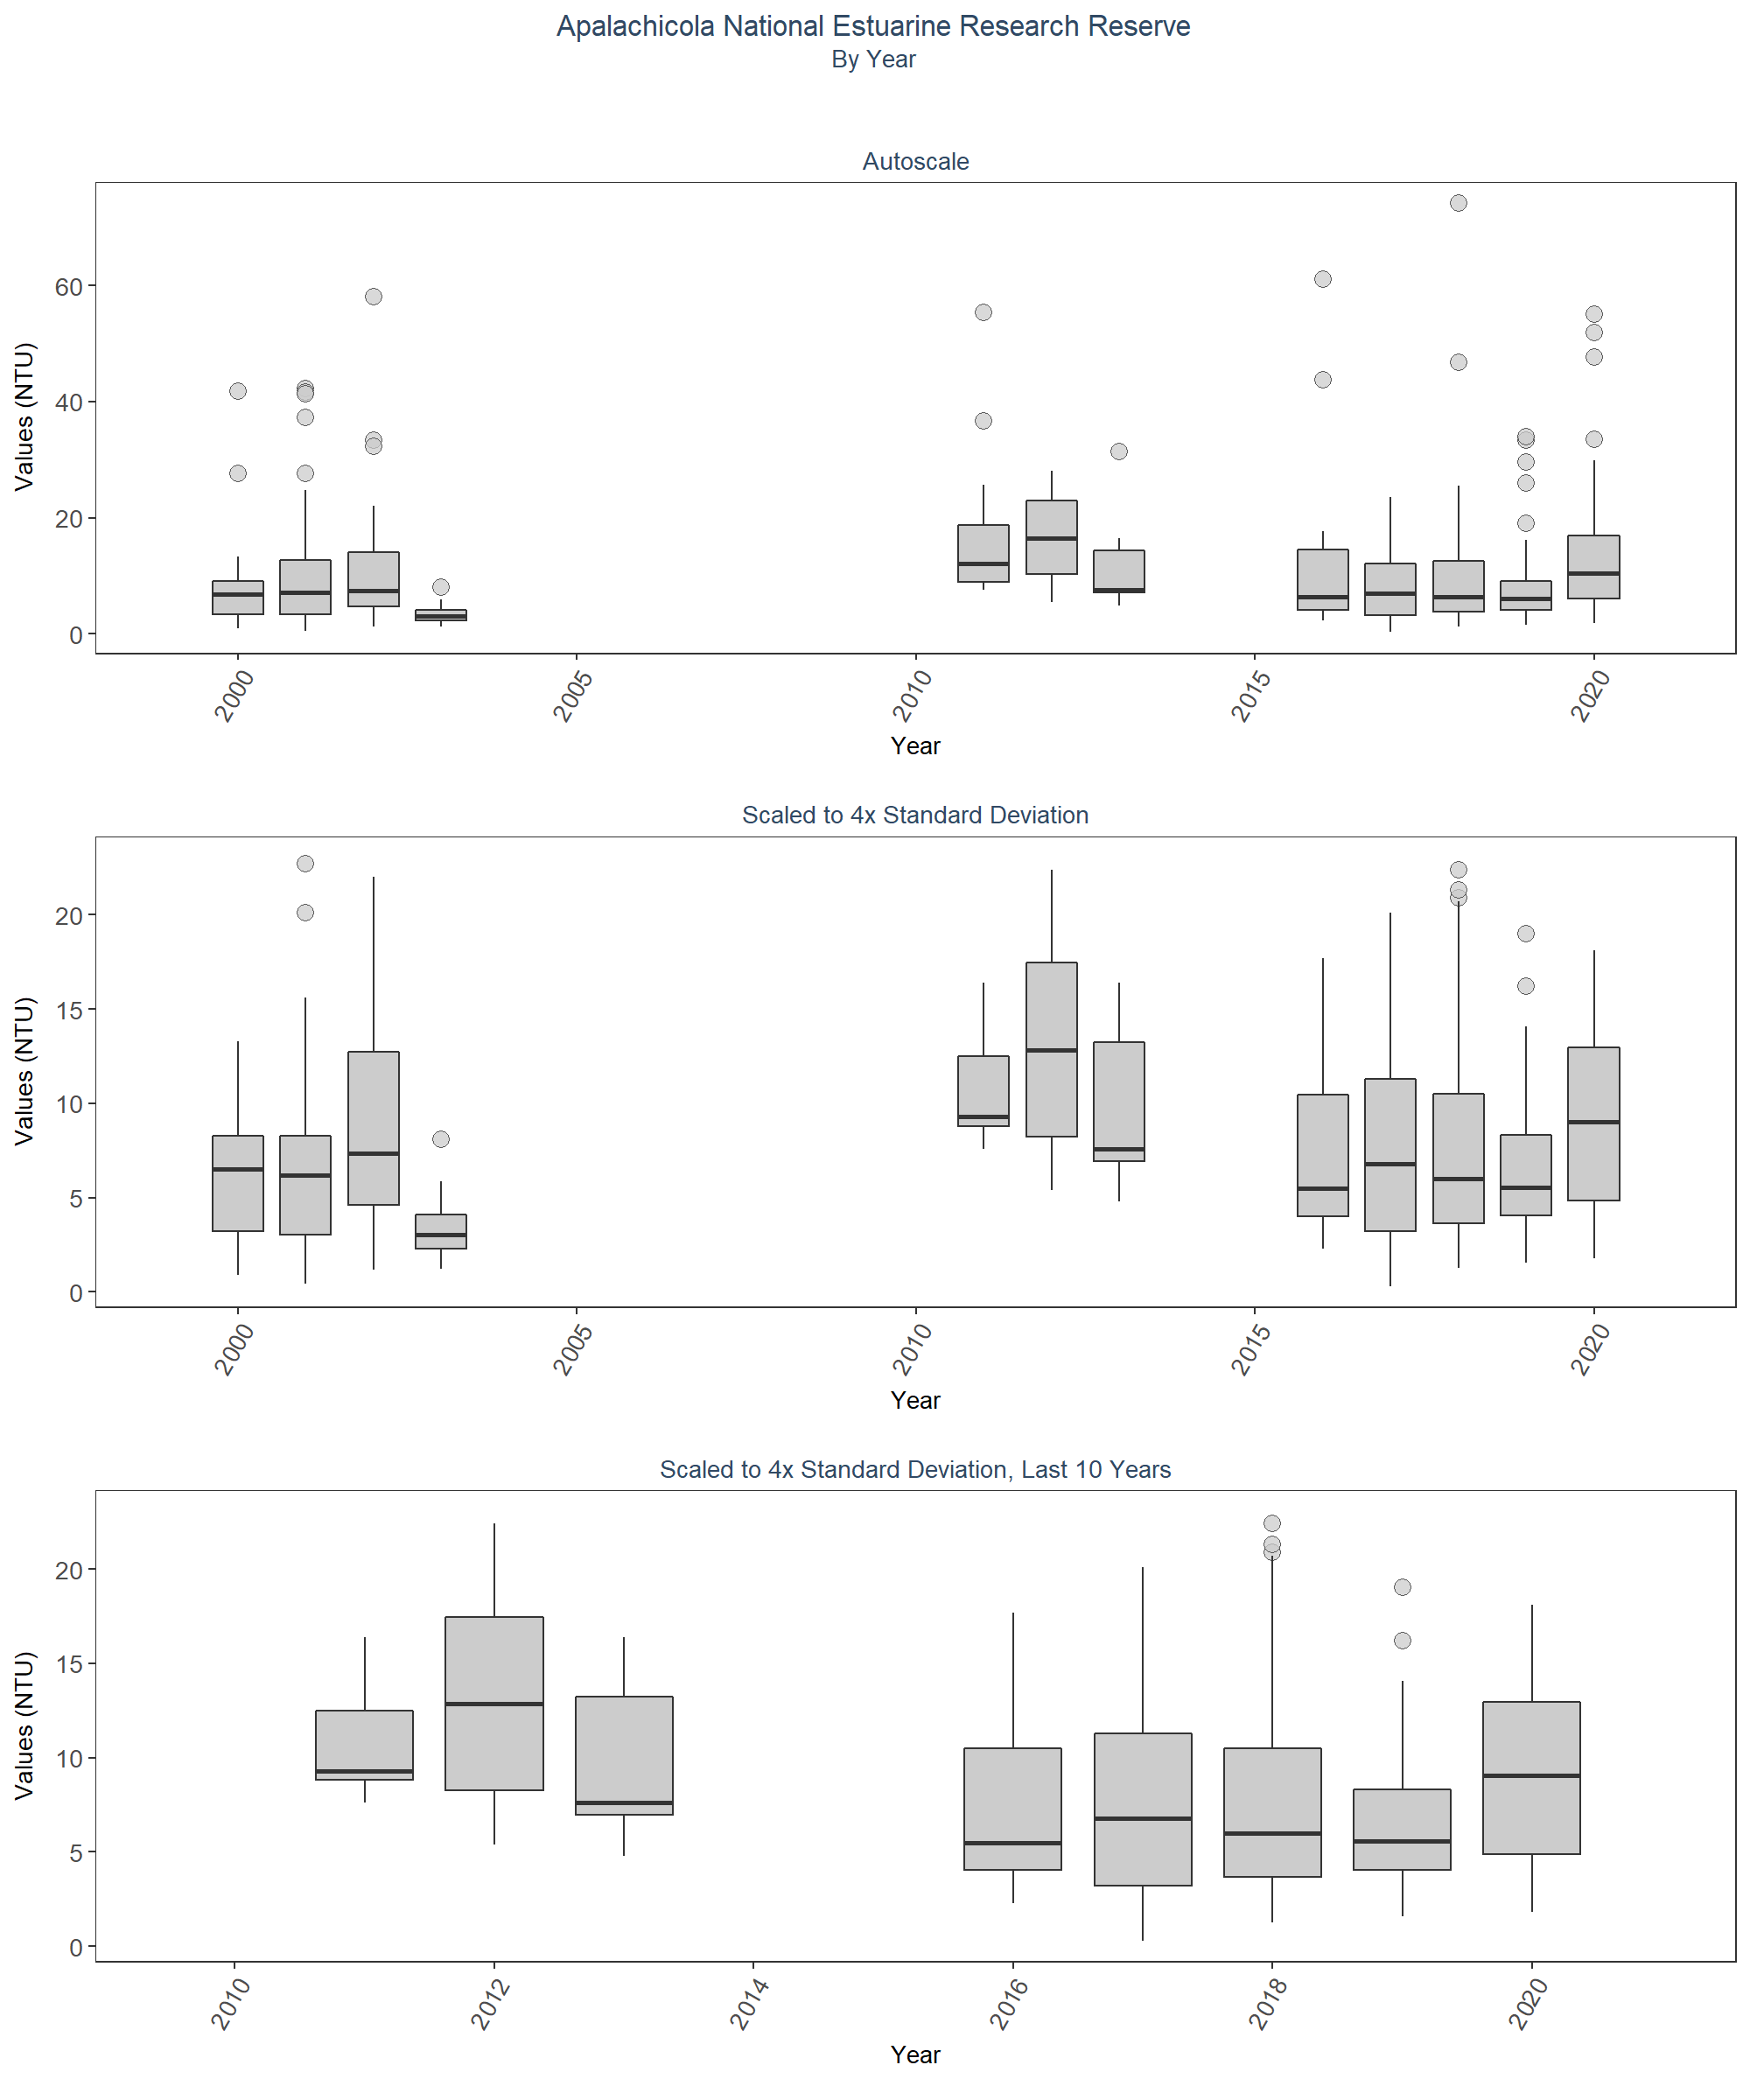 Apalachicola National Estuarine Research Reserve
By Year
Autoscale
Values (NTU)
60
40
20
0
2000
2005
2010
2015
2020
Year
Scaled to 4x Standard Deviation
Values (NTU)
20
15
10
5
0
2000
2005
2010
2015
2020
Year
Scaled to 4x Standard Deviation, Last 10 Years
Values (NTU)
20
15
10
5
0
2010
2012
2014
2016
2018
2020
Year